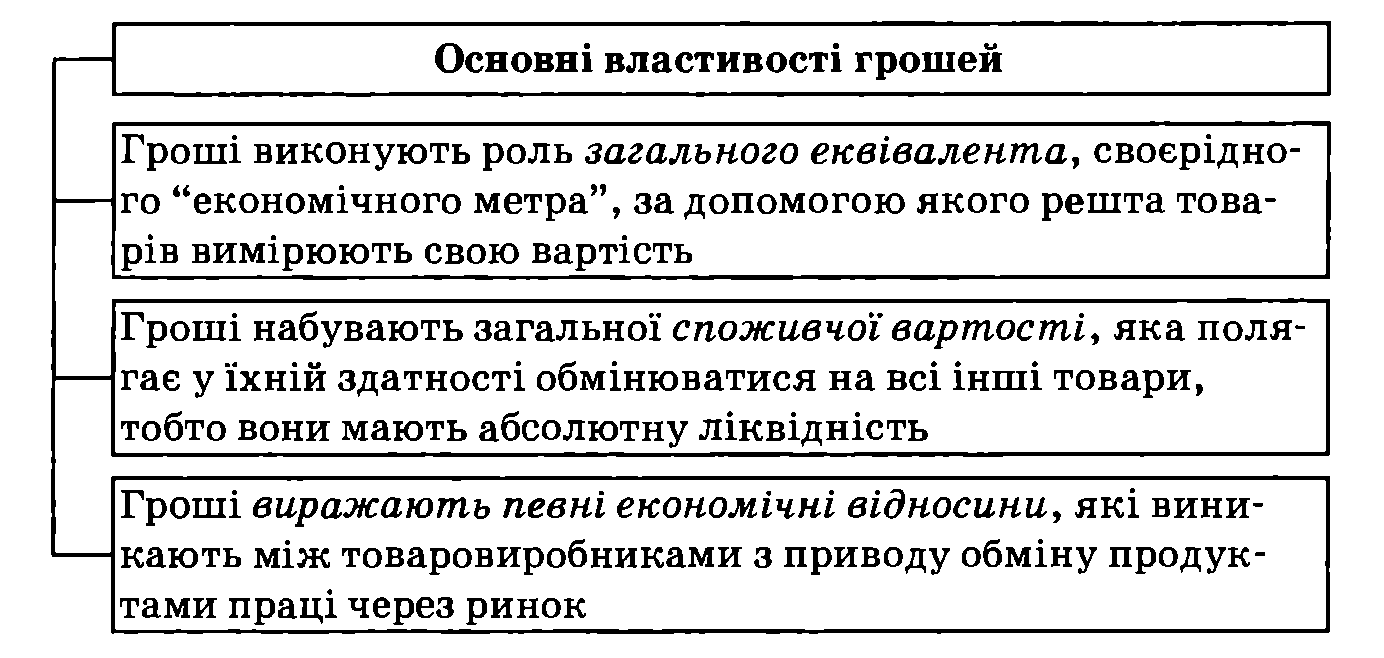 Основні властивості грошей
Гроші виконують роль загального еквівалента, своєрідно-
го “економічного метра”, за допомогою якого решта това-
рів вимірюють свою вартість
Гроші набувають загальної споживчої вартості, яка поля-
гає у їхній здатності обмінюватися на всі інші товари,
тобто вони мають абсолютну ліквідність
Гроші виражають певні економічні відносини, які вини-
кають між товаровиробниками з приводу обміну продук-
тами праці через ринок